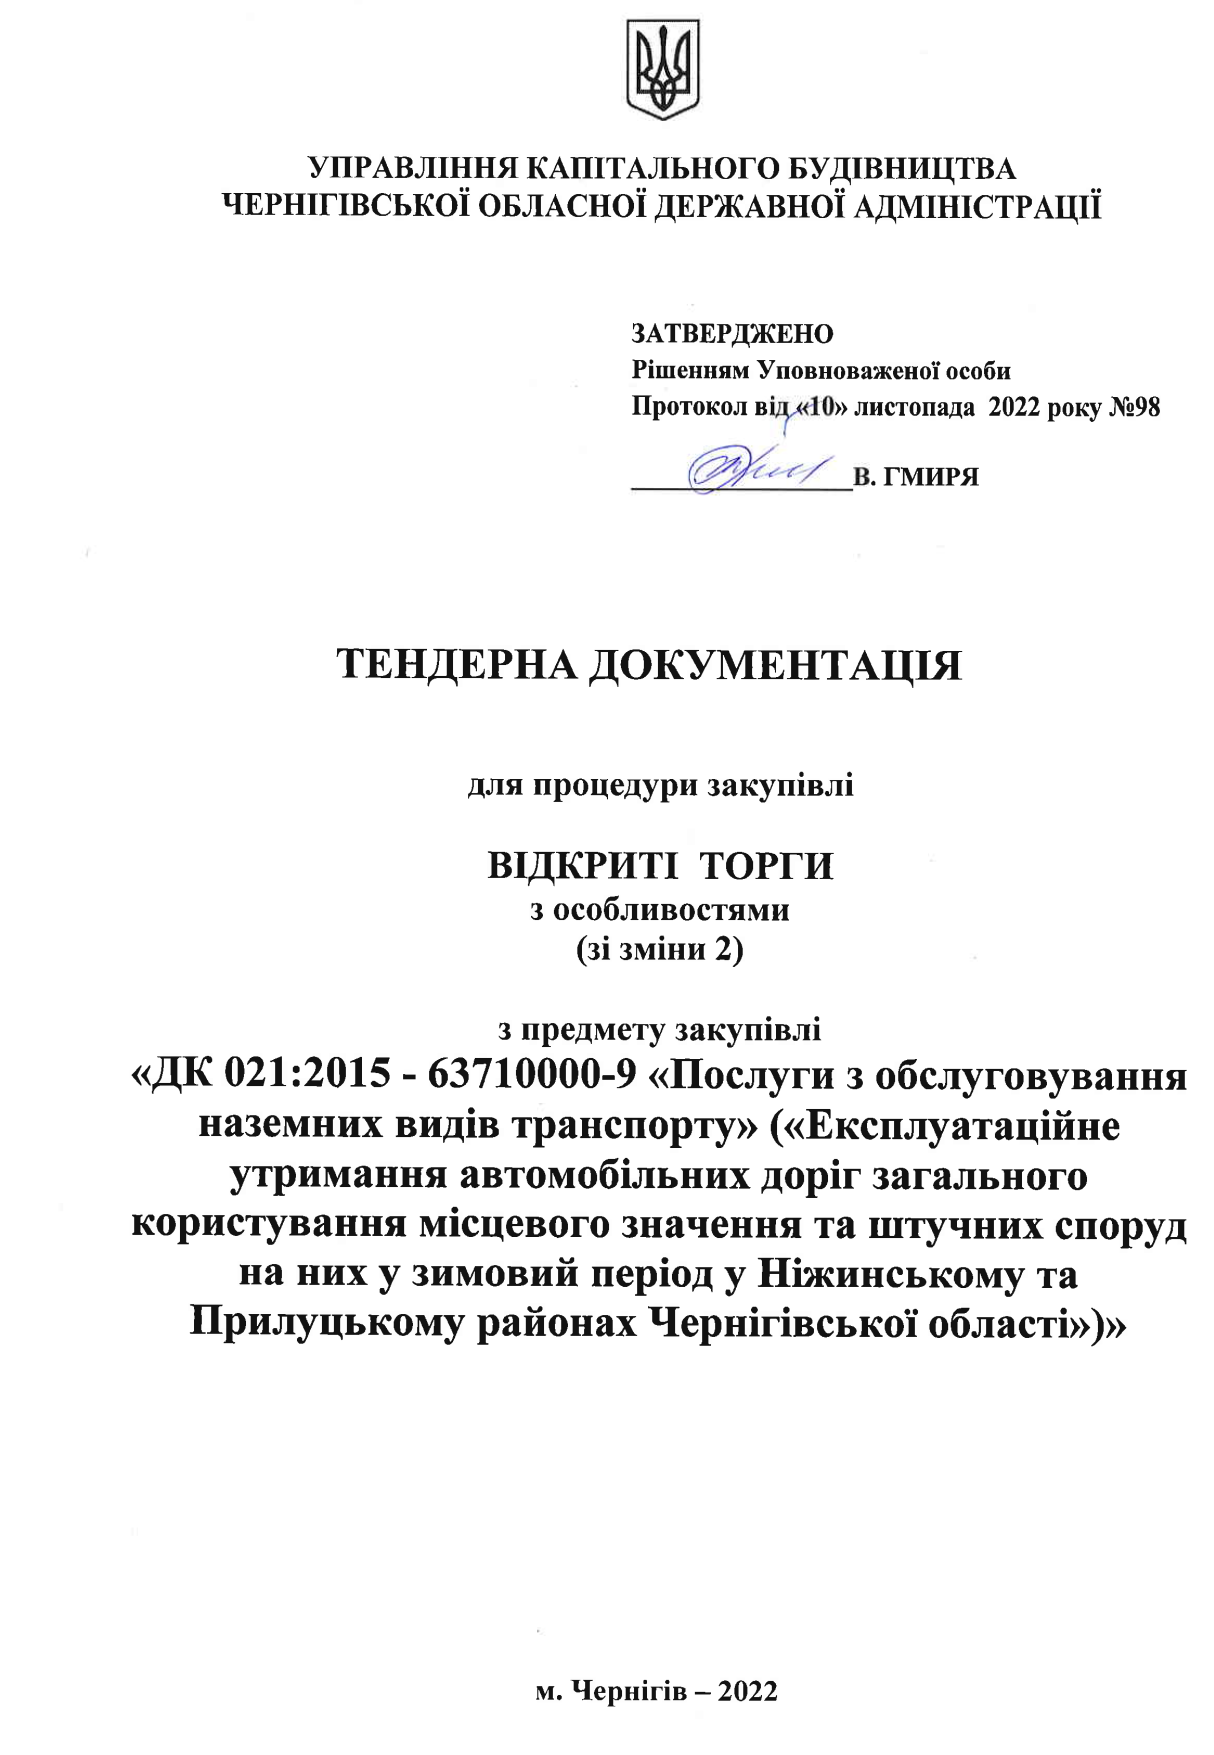 УПРАВЛІННЯ КАПІТАЛЬНОГО БУДІВНИЦТВА
ЧЕРНІГІВСЬКОЇ ОБЛАСНОЇ ДЕРЖАВНОЇ АДМІНІСТРАЦІЇ
ЗАТВЕРДЖЕНО
Рішенням Уповноваженої особи
Протокол від «10» листопада 2022 року №98
В. ГМИРЯ
ТЕНДЕРНА ДОКУМЕНТАЦІЯ
для процедури закупівлі
ВІДКРИТІ ТОРГИ
з особливостями
(зі зміни 2)
з предмету закупівлі
«ДК 021:2015 - 63710000-9 «Послуги з обслуговування
наземних видів транспорту» («Експлуатаційне
утримання автомобільних доріг загального
користування місцевого значення та штучних споруд
на них у зимовий період у Ніжинському та
Прилуцькому районах Чернігівської області»)»
м. Чернігів – 2022